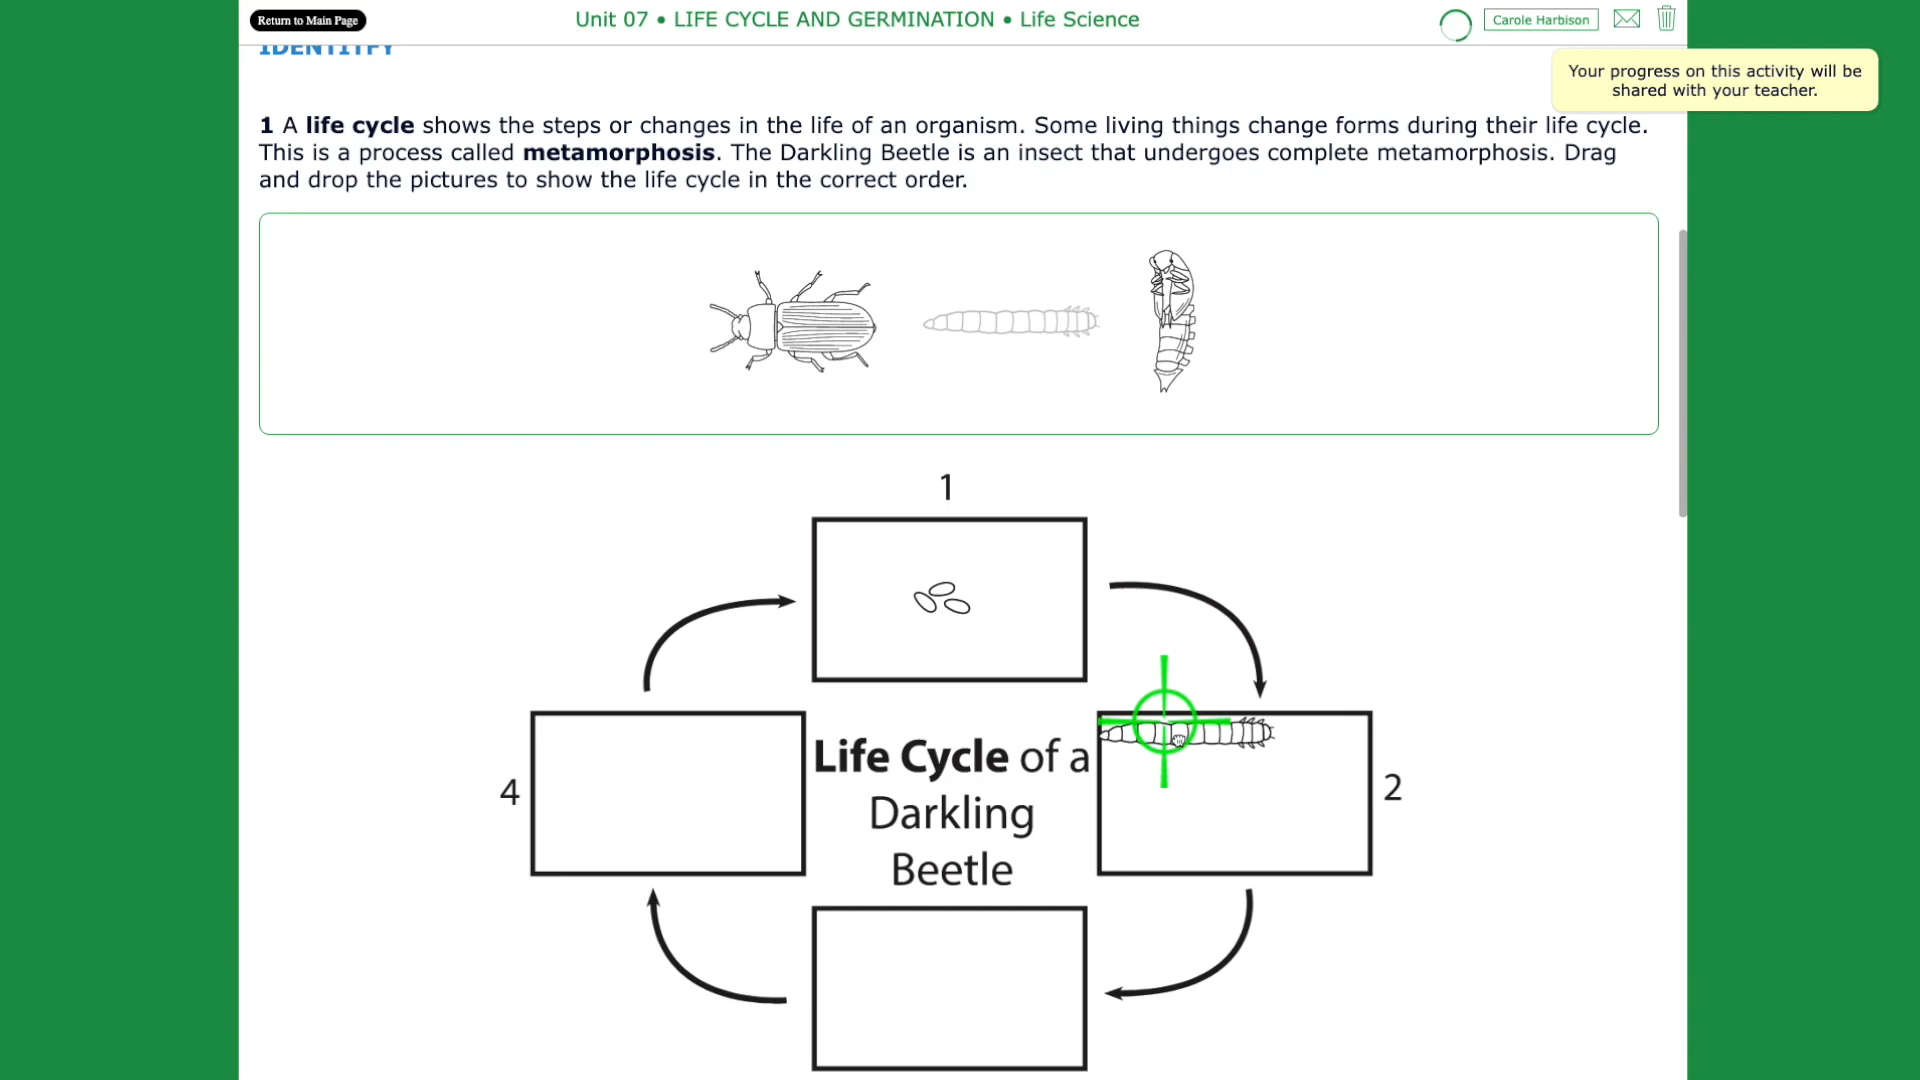 Return to Main Page
Unit 07 • LIFE CYCLE AND GERMINATION • Life Science
Carole Harbison
IDENTITFY
Your progress on this activity will be
shared with your teacher.
1 A life cycle shows the steps or changes in the life of an organism. Some living things change forms during their life cycle.
This is a process called metamorphosis. The Darkling Beetle is an insect that undergoes complete metamorphosis. Drag
and drop the pictures to show the life cycle in the correct order.
1
4
Life Cycle of a
Darkling
Beetle
2